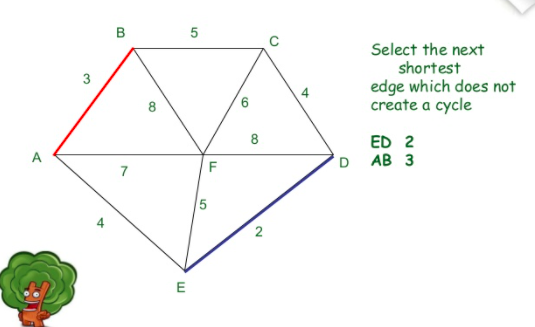 B
5
C
Select the next
shortest
edge which does not
create a cycle
3
8
6
4
8
ED 2
AB 3
A
7
F
D
4
5
2
E